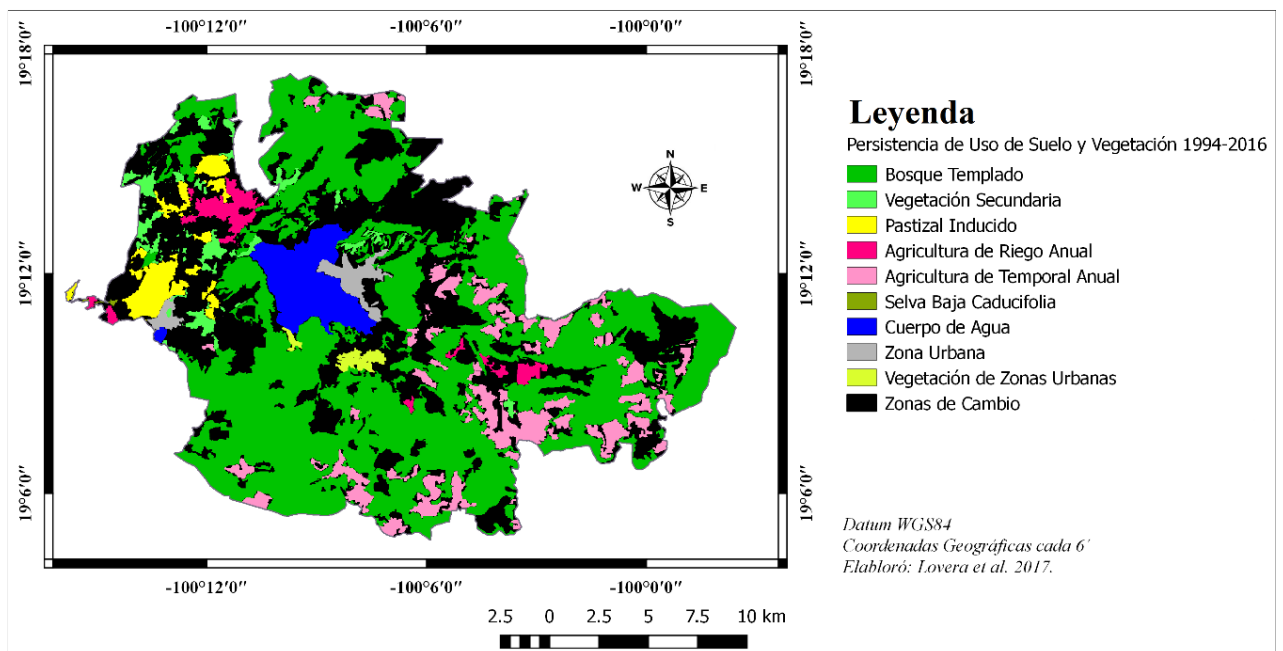 -100°12'0" -100°6'0" -100°0'0"
19°18'0" 19°18'0"
19°12'0" 19°12'0"
19°6'0" 19°6'0"
-100°12'0" -100°6'0" -100°0'0"
N
W E
S
2.5 0 2.5 5 7.5 10 km
Leyenda
Persistencia de Uso de Suelo y Vegetación 1994-2016
Bosque Templado
Vegetación Secundaria
Pastizal Inducido
Agricultura de Riego Anual
Agricultura de Temporal Anual
Selva Baja Caducifolia
Cuerpo de Agua
Zona Urbana
Vegetación de Zonas Urbanas
Zonas de Cambio
Datum WGS84
Coordenadas Geográficas cada 6´
Elabloró: Lovera et al. 2017.